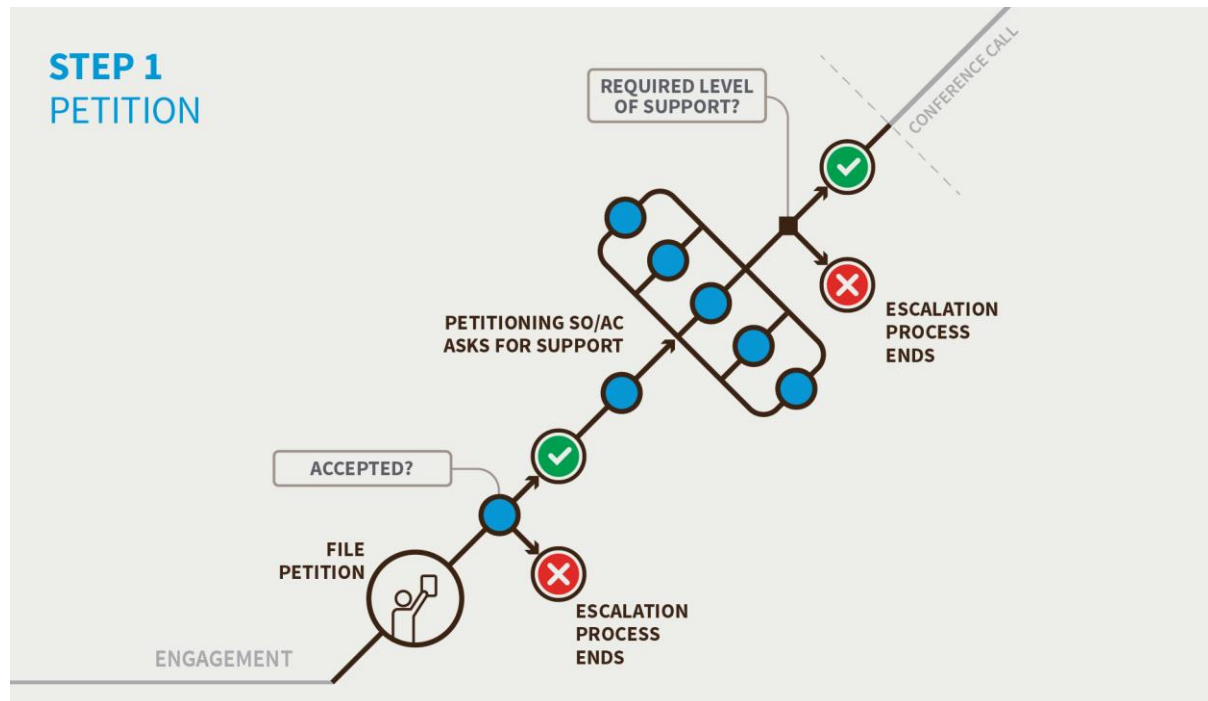 STEP 1
PETITION
REQUIRED LEVEL
OF SUPPORT?
CONFERENCE CALL
ESCALATION
PROCESS
ENDS
PETITIONING SO/AC
ASKS FOR SUPPORT
ACCEPTED?
FILE
PETITION
ESCALATION
PROCESS
ENDS
ENGAGEMENT